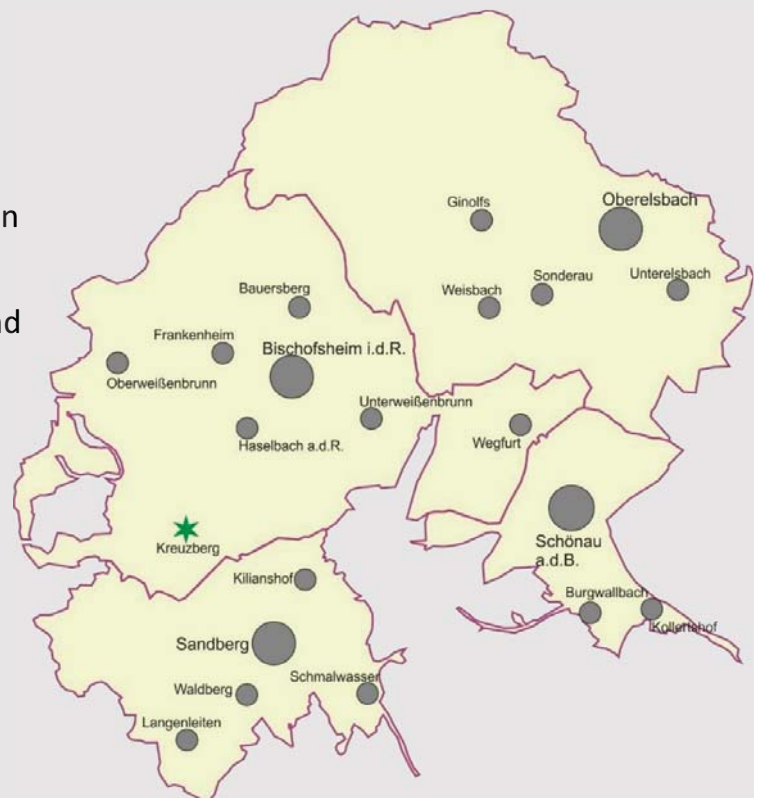 n
nd
Oberelsbach
Ginolfs
Sonderau
Unterelsbach
Weisbach
Bauersberg
Frankenheim
Bischofsheim i.d.R.
Oberweißenbrunn
Unterweißenbrunn
Haselbach a.d.R.
Wegfurt
Kreuzberg
Schönau
a.d.B.
Kilianshof
Burgwallbach
Kollertshof
Sandberg
Schmalwasser
Waldberg
Langenleiten